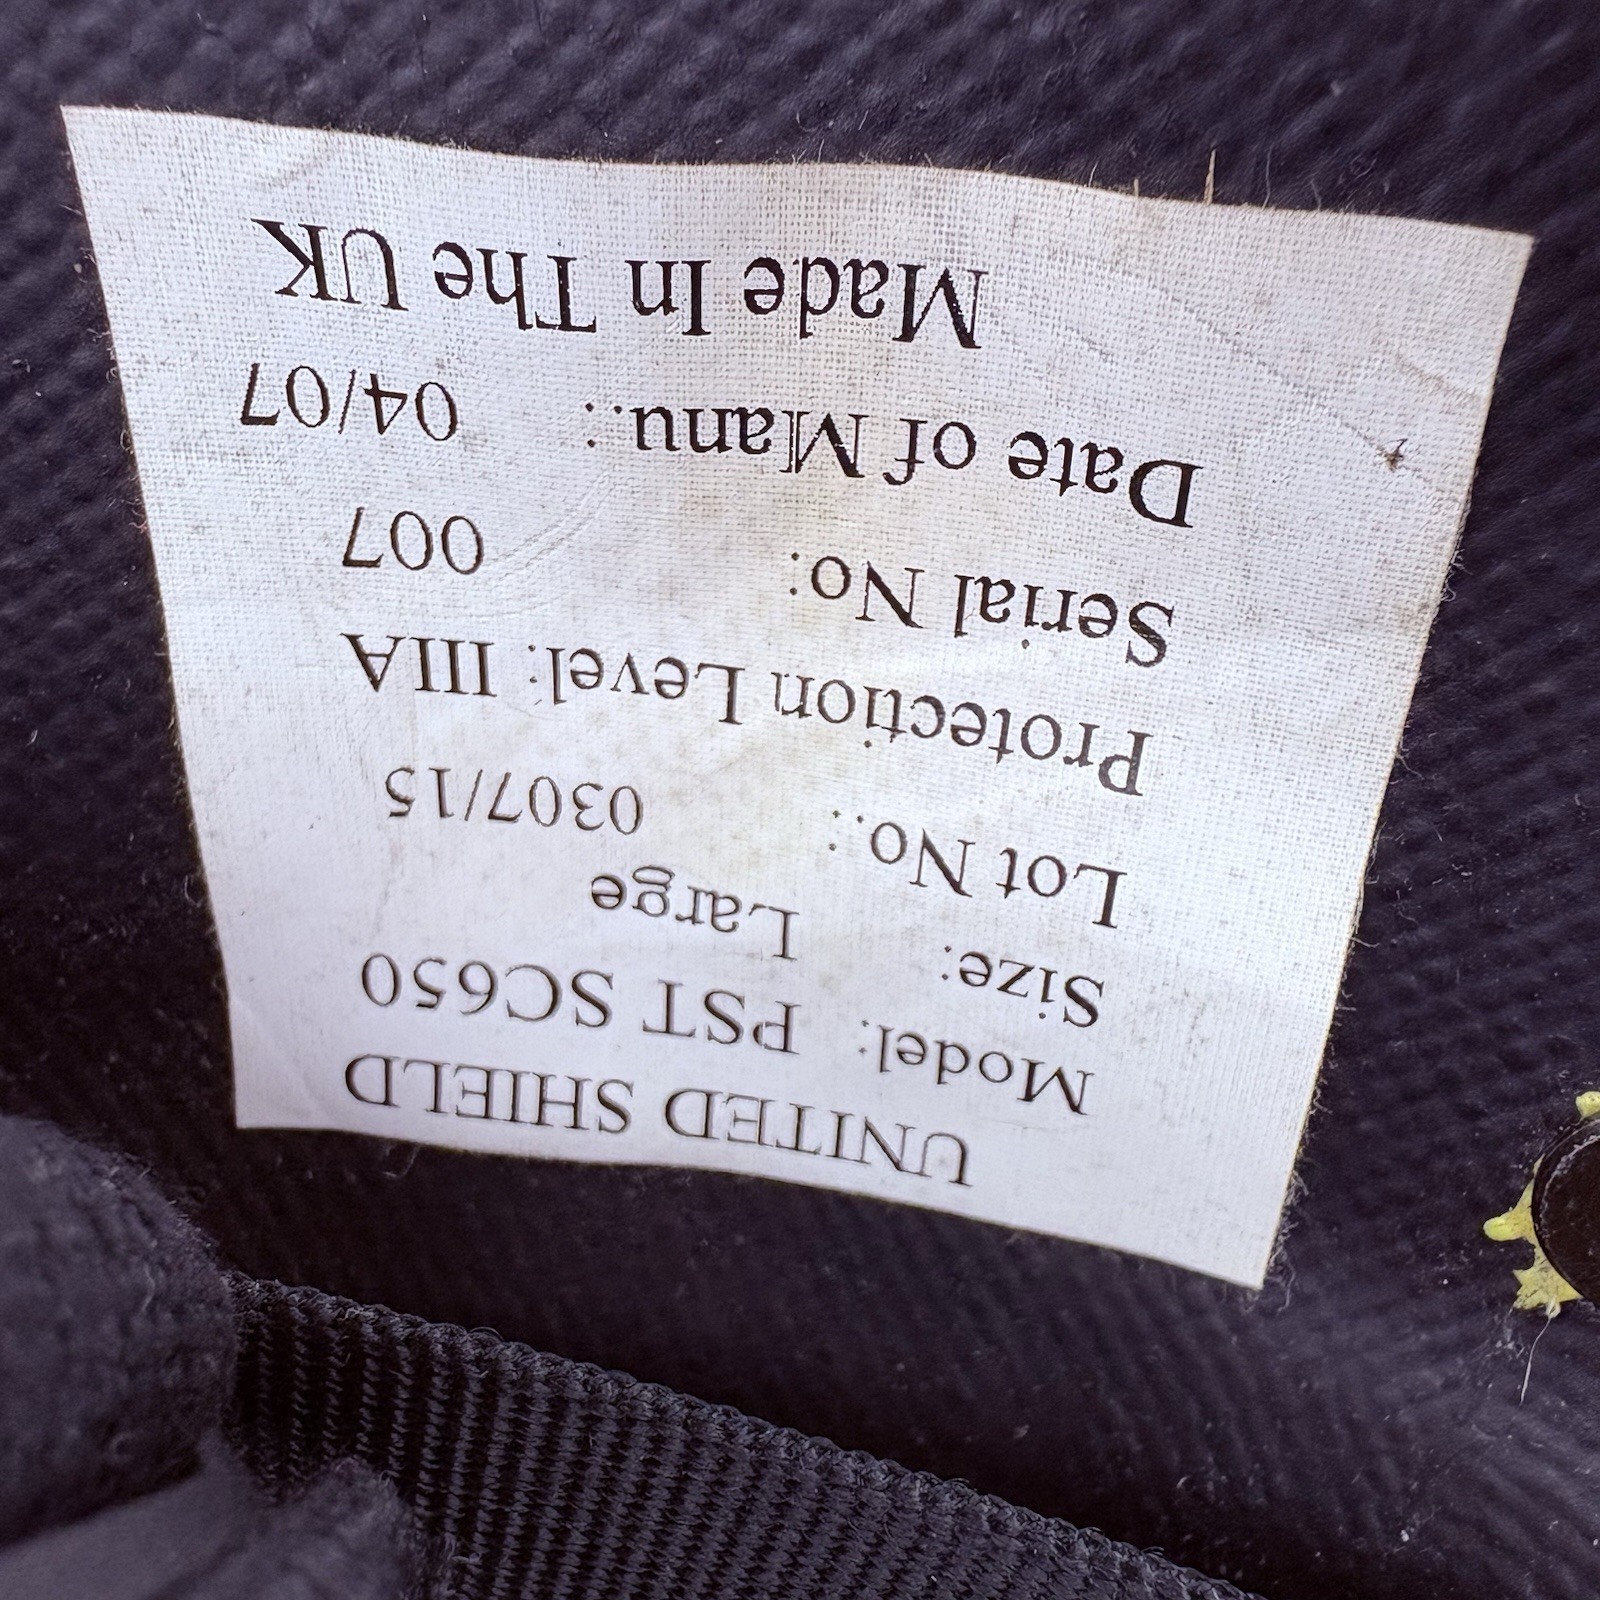 UNITED SHIELD
Model: PST SC650
Size: Large
Lot No.: 0307/15
Protection Level: IIIA
Serial No: 007
Date of Manu.: 04/07
Made In The UK